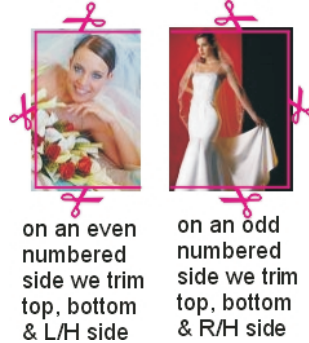 on an even
numbered
side we trim
top, bottom
& L/H side
on an odd
numbered
side we trim
top, bottom
& R/H side